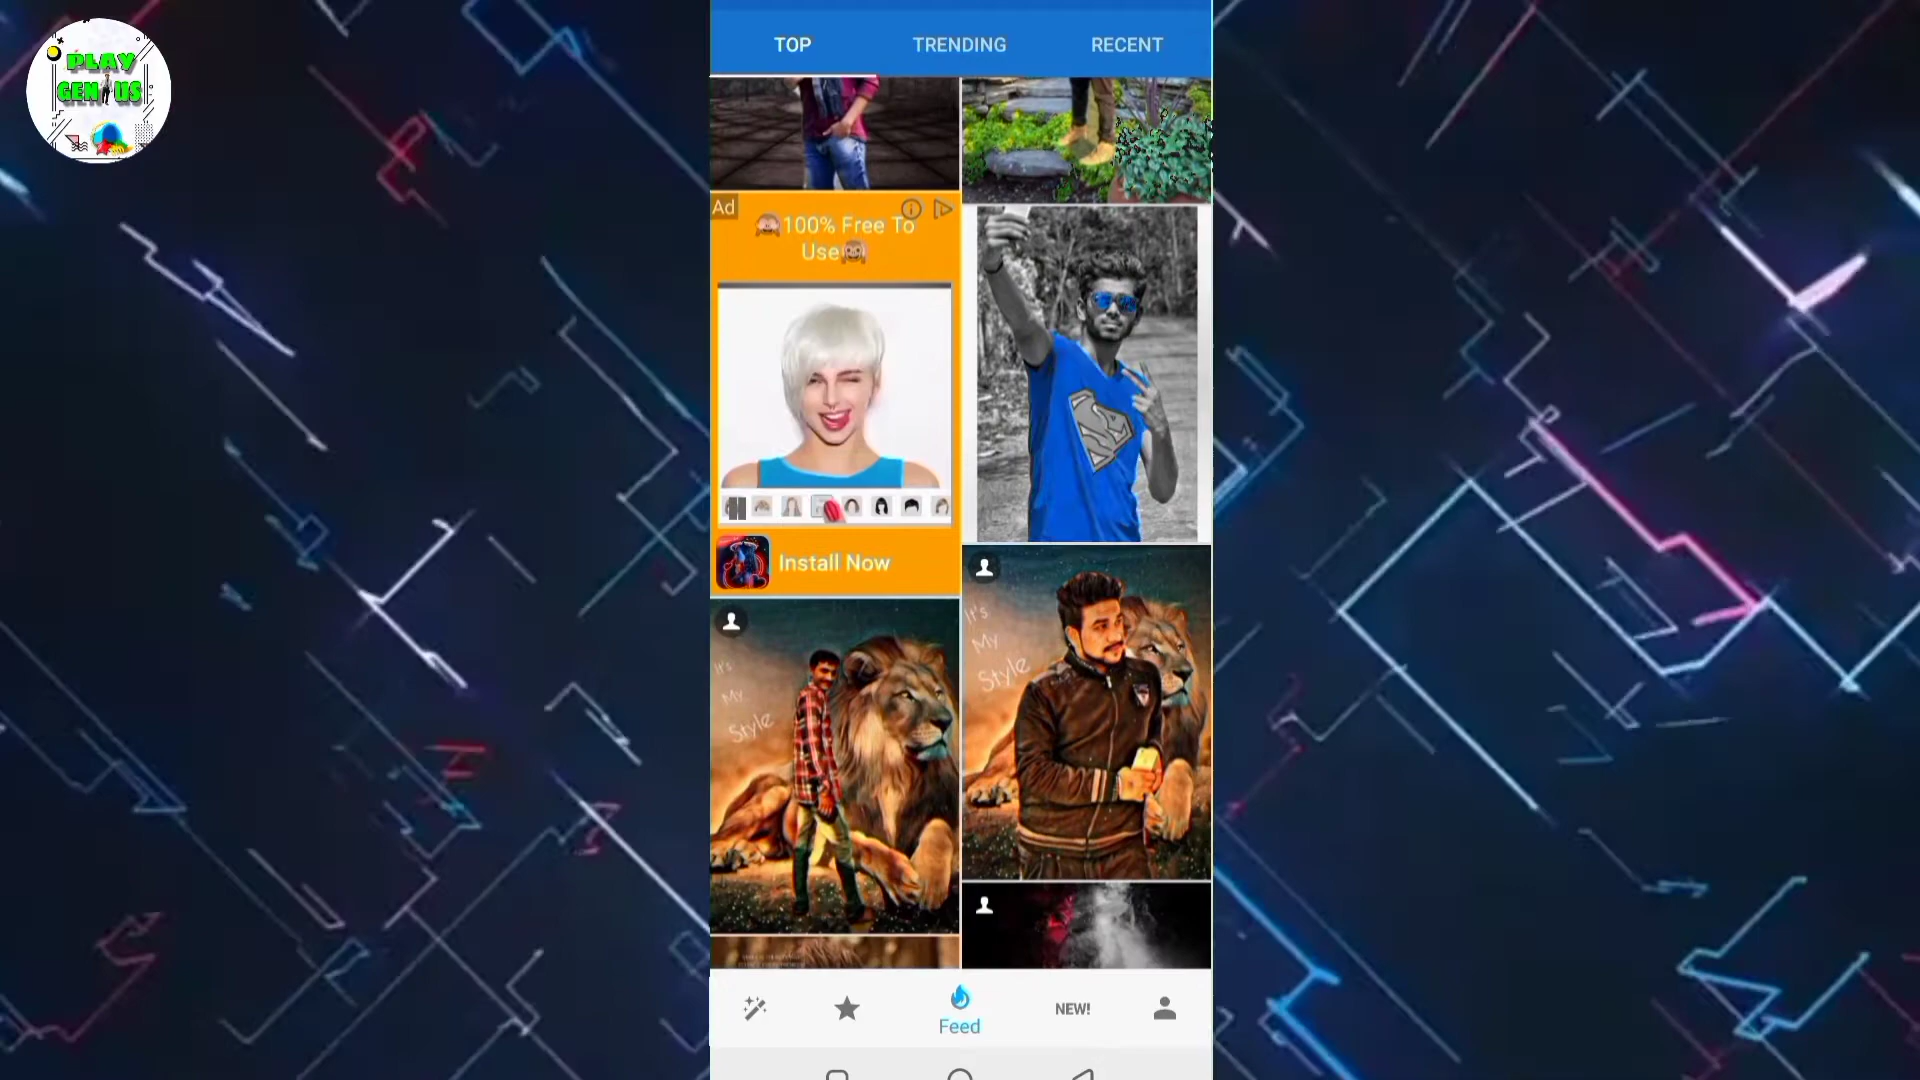 PLAY
GENIUS
TOP
TRENDING
RECENT
Ad
🙈100% Free To
Use🙉
Install Now
It's
My
Style
It's
My
Style
Feed
NEW!